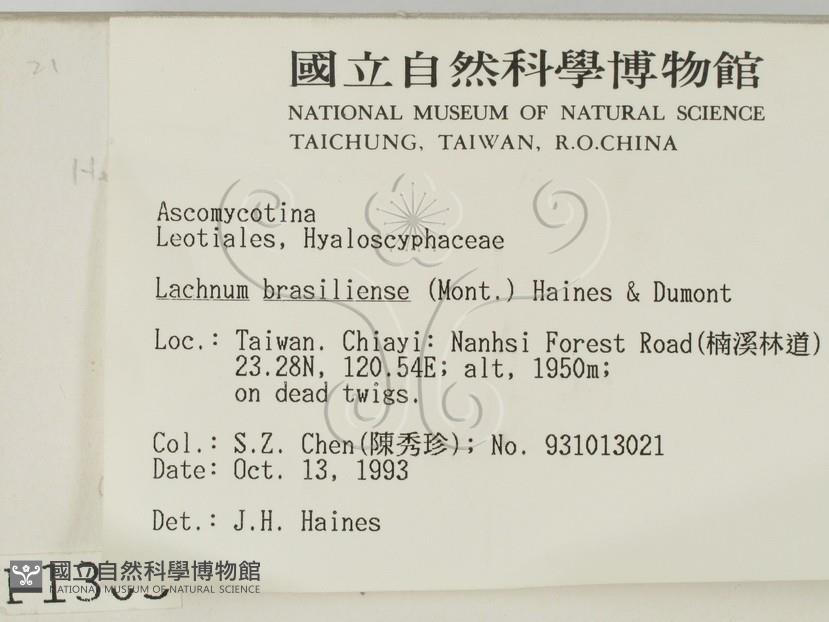 21
國立自然科學博物館
NATIONAL MUSEUM OF NATURAL SCIENCE
TAICHUNG, TAIWAN, R.O.CHINA
Ascomycotina
Leotiales, Hyaloscyphaceae
Lachnum brasiliense (Mont.) Haines & Dumont
Loc.: Taiwan. Chiayi: Nanhsi Forest Road(楠溪林道)
23.28N, 120.54E; alt, 1950m;
on dead twigs.
Col.: S.Z. Chen(陳秀珍); No. 931013021
Date: Oct. 13, 1993
Det.: J.H. Haines
國立自然科學博物館
NATIONAL MUSEUM OF NATURAL SCIENCE